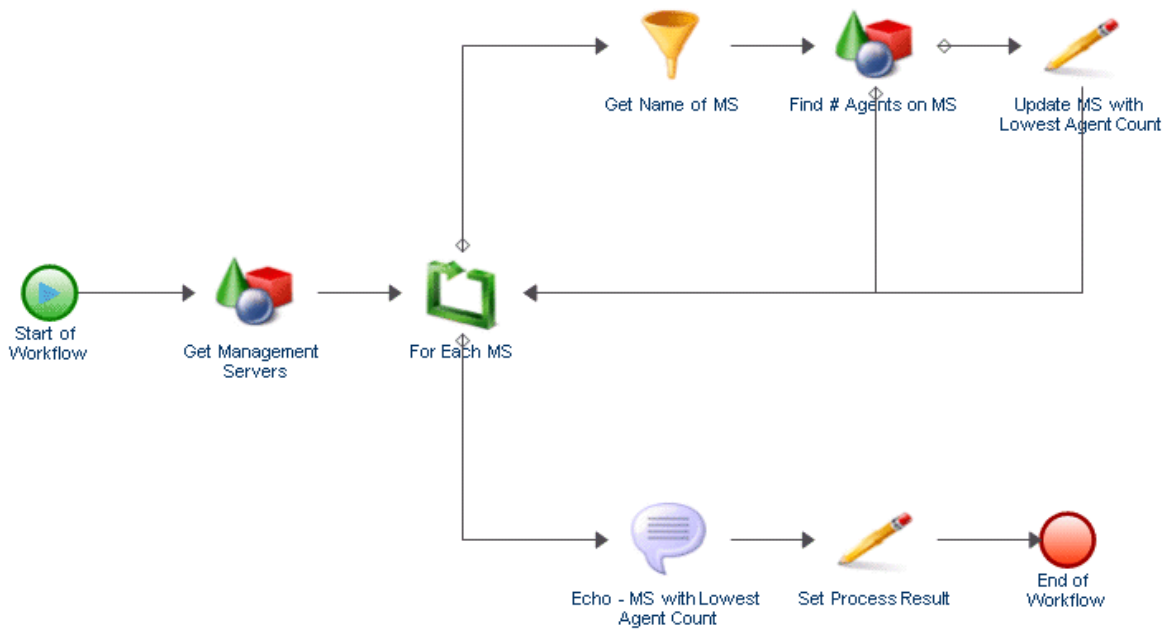 Get Name of MS
Find # Agents on MS
Update MS with
Lowest Agent Count
Start of
Workflow
Get Management
Servers
For Each MS
Echo - MS with Lowest
Agent Count
Set Process Result
End of
Workflow